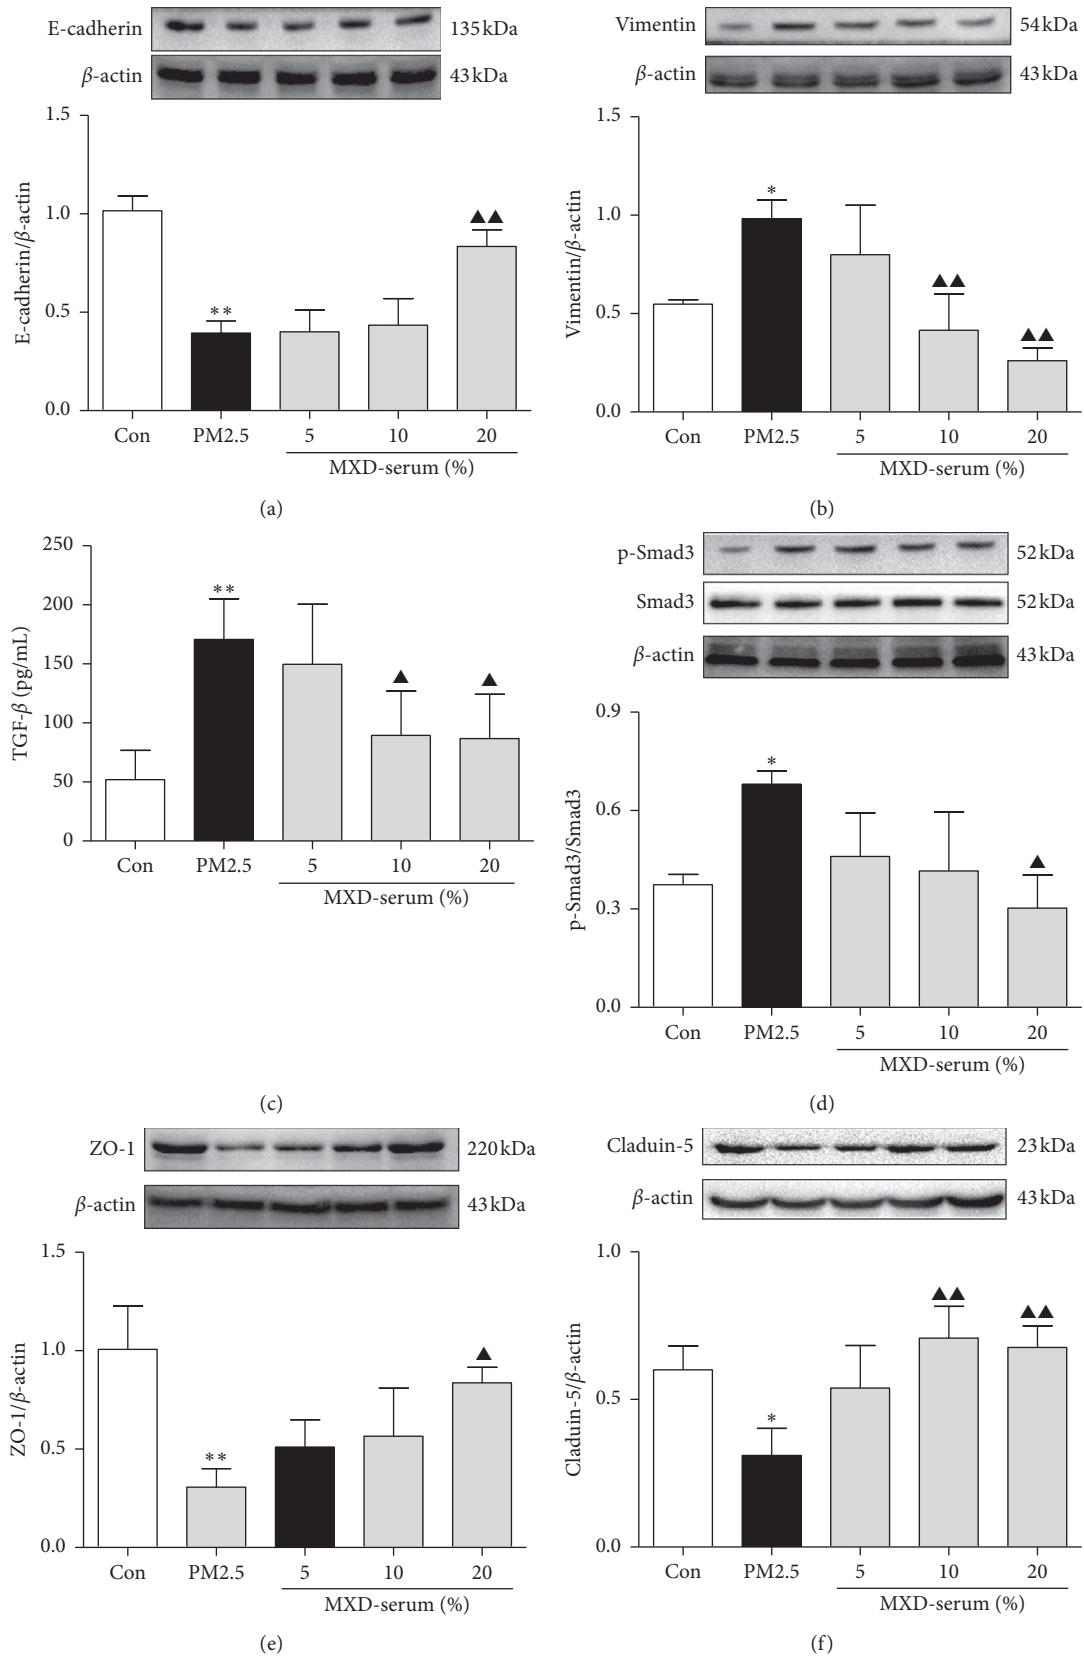 E-cadherin 135 kDa
β-actin 43 kDa
1.5
1.0
0.5
0.0
E-cadherin/β-actin
**
▲▲
Con PM2.5 5 10 20
MXD-serum (%)
(a)
Vimentin 54 kDa
β-actin 43 kDa
1.5
1.0
0.5
0.0
Vimentin/β-actin
*
▲▲
▲▲
Con PM2.5 5 10 20
MXD-serum (%)
(b)
250
200
150
100
50
0
TGF-β (pg/mL)
**
▲
▲
Con PM2.5 5 10 20
MXD-serum (%)
(c)
p-Smad3 52 kDa
Smad3 52 kDa
β-actin 43 kDa
0.9
0.6
0.3
0.0
p-Smad3/Smad3
*
▲
Con PM2.5 5 10 20
MXD-serum (%)
(d)
ZO-1 220 kDa
β-actin 43 kDa
1.5
1.0
0.5
0.0
ZO-1/β-actin
**
▲
Con PM2.5 5 10 20
MXD-serum (%)
(e)
Claduin-5 23 kDa
β-actin 43 kDa
1.0
0.5
0.0
Claduin-5/β-actin
*
▲▲
▲▲
Con PM2.5 5 10 20
MXD-serum (%)
(f)